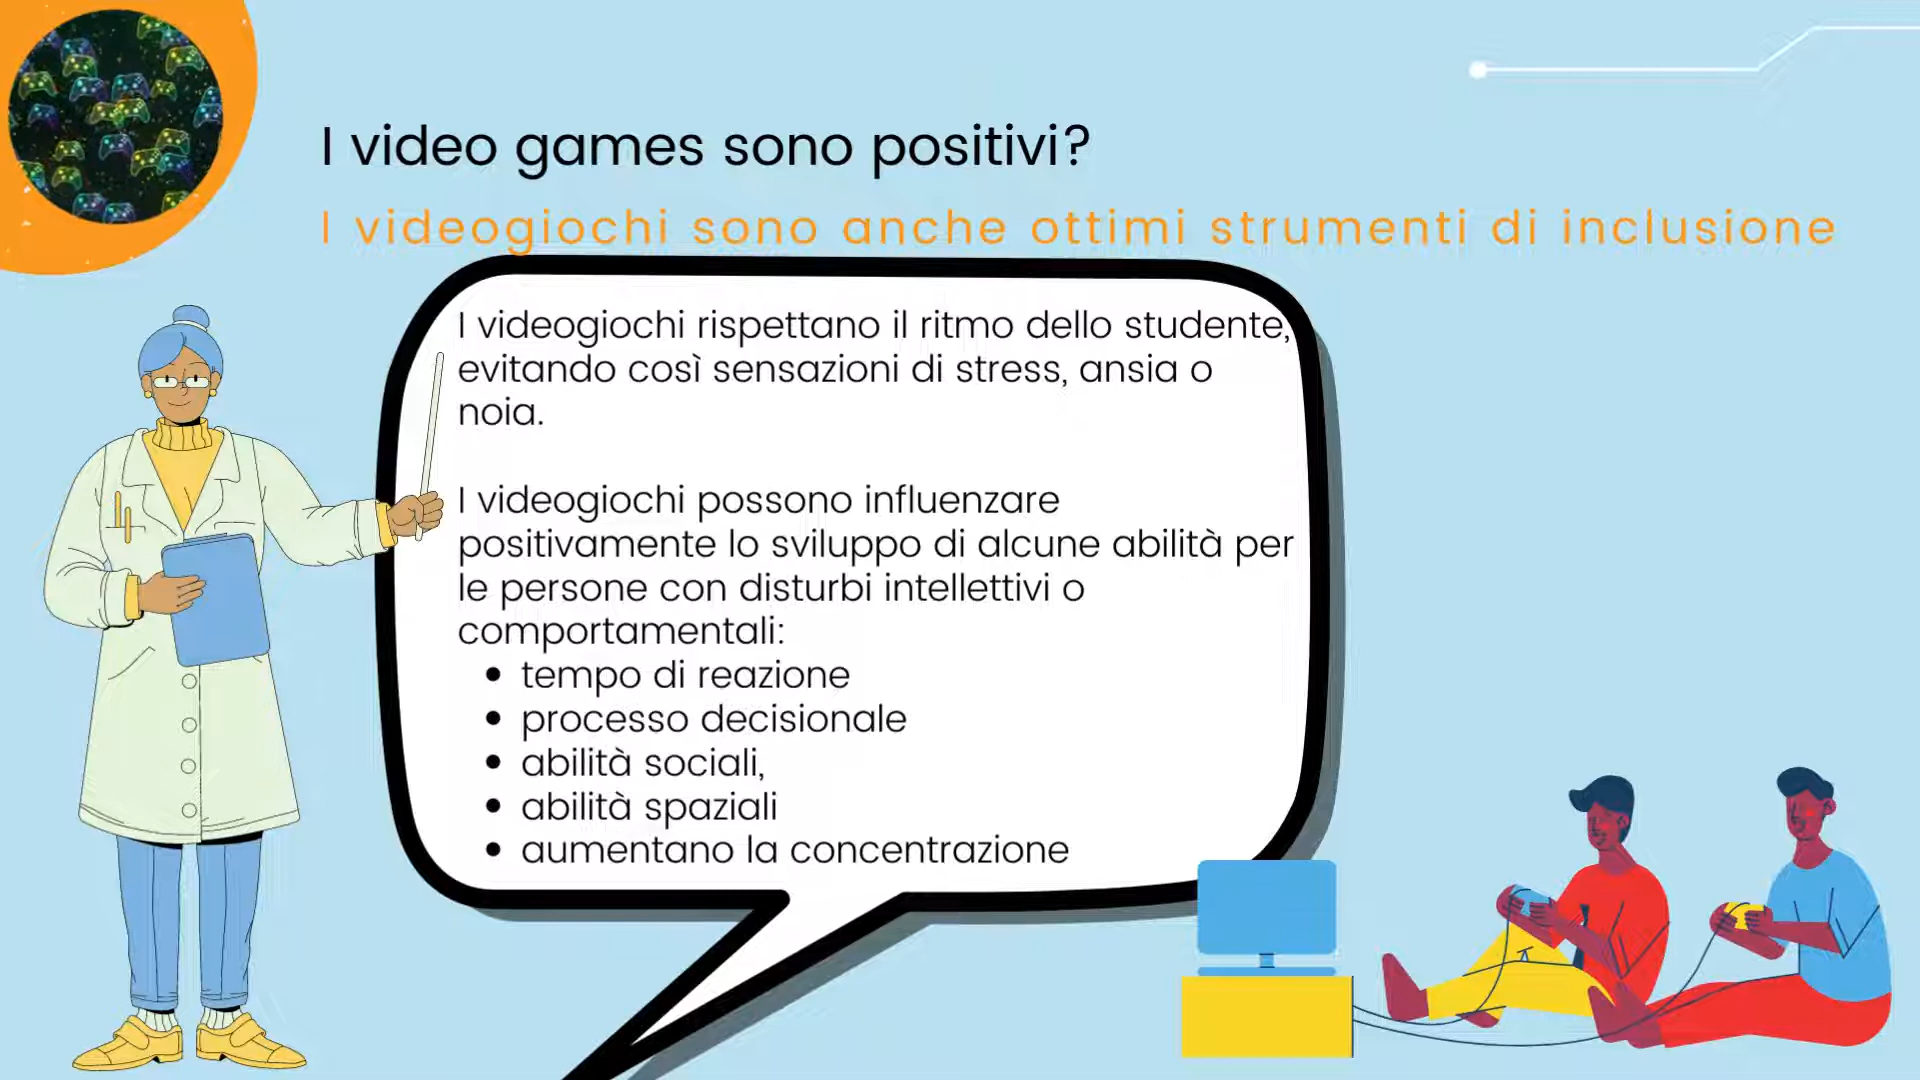 I video games sono positivi?
I videogiochi sono anche ottimi strumenti di inclusione
I videogiochi rispettano il ritmo dello studente,
evitando così sensazioni di stress, ansia o
noia.
I videogiochi possono influenzare
positivamente lo sviluppo di alcune abilità per
le persone con disturbi intellettivi o
comportamentali:
• tempo di reazione
• processo decisionale
• abilità sociali,
• abilità spaziali
• aumentano la concentrazione